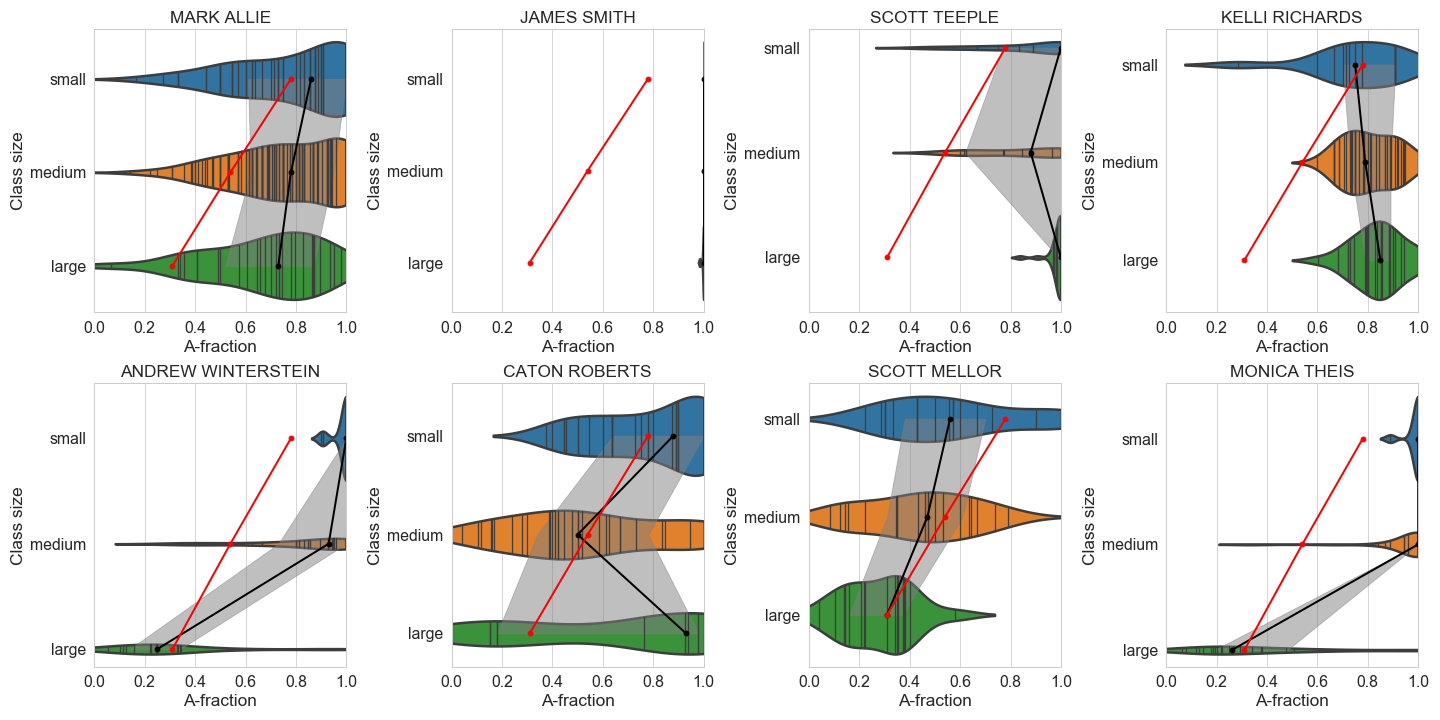 MARK ALLIE
small
medium
large
Class size
0.0 0.2 0.4 0.6 0.8 1.0
A-fraction
JAMES SMITH
small
medium
large
Class size
0.0 0.2 0.4 0.6 0.8 1.0
A-fraction
SCOTT TEEPLE
small
medium
large
Class size
0.0 0.2 0.4 0.6 0.8 1.0
A-fraction
KELLI RICHARDS
small
medium
large
Class size
0.0 0.2 0.4 0.6 0.8 1.0
A-fraction
ANDREW WINTERSTEIN
small
medium
large
Class size
0.0 0.2 0.4 0.6 0.8 1.0
A-fraction
CATON ROBERTS
small
medium
large
Class size
0.0 0.2 0.4 0.6 0.8 1.0
A-fraction
SCOTT MELLOR
small
medium
large
Class size
0.0 0.2 0.4 0.6 0.8 1.0
A-fraction
MONICA THEIS
small
medium
large
Class size
0.0 0.2 0.4 0.6 0.8 1.0
A-fraction